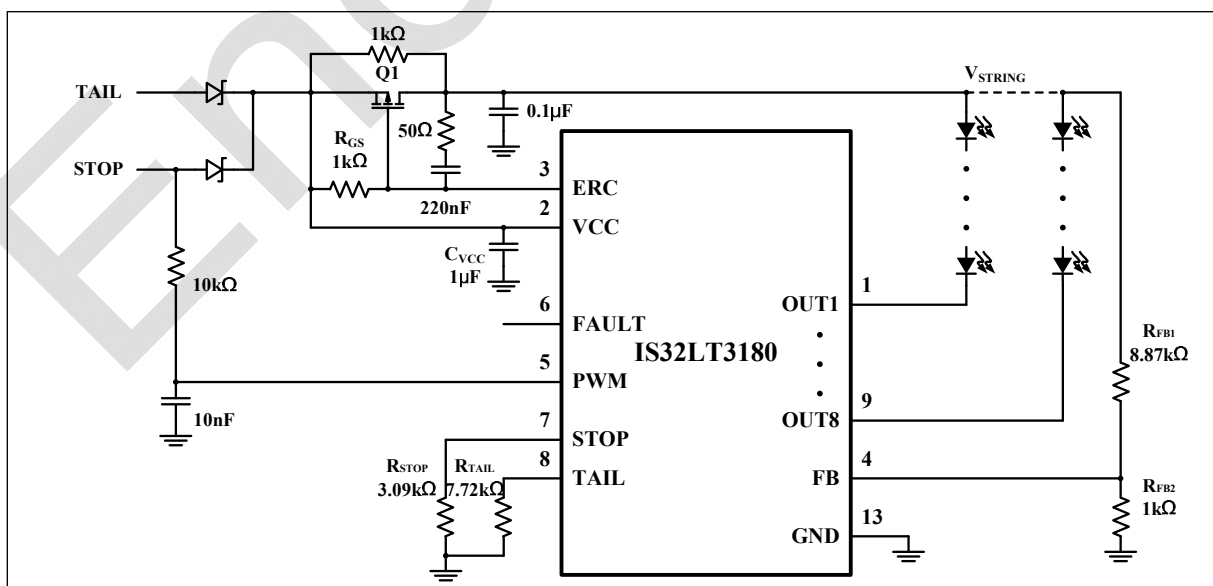 1kΩ
Q1
TAIL
VSTRING
0.1µF
50Ω
RGS
1kΩ
STOP
3
ERC
220nF
2
VCC
CVCC
1µF
10kΩ
1
OUT1
6
FAULT
IS32LT3180
RFB1
8.87kΩ
5
PWM
10nF
9
OUT8
7
STOP
RSTOP
3.09kΩ
RTAIL
7.72kΩ
8
TAIL
4
FB
RFB2
1kΩ
13
GND